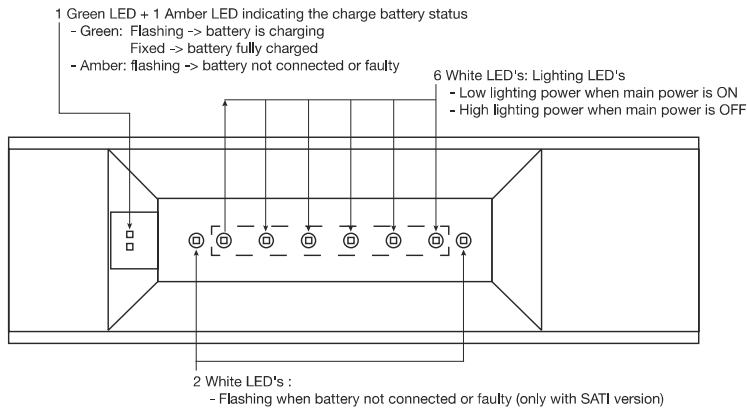 1 Green LED + 1 Amber LED indicating the charge battery status
- Green: Flashing -> battery is charging
Fixed -> battery fully charged
- Amber: flashing -> battery not connected or faulty
6 White LED's: Lighting LED's
- Low lighting power when main power is ON
- High lighting power when main power is OFF
2 White LED's :
- Flashing when battery not connected or faulty (only with SATI version)